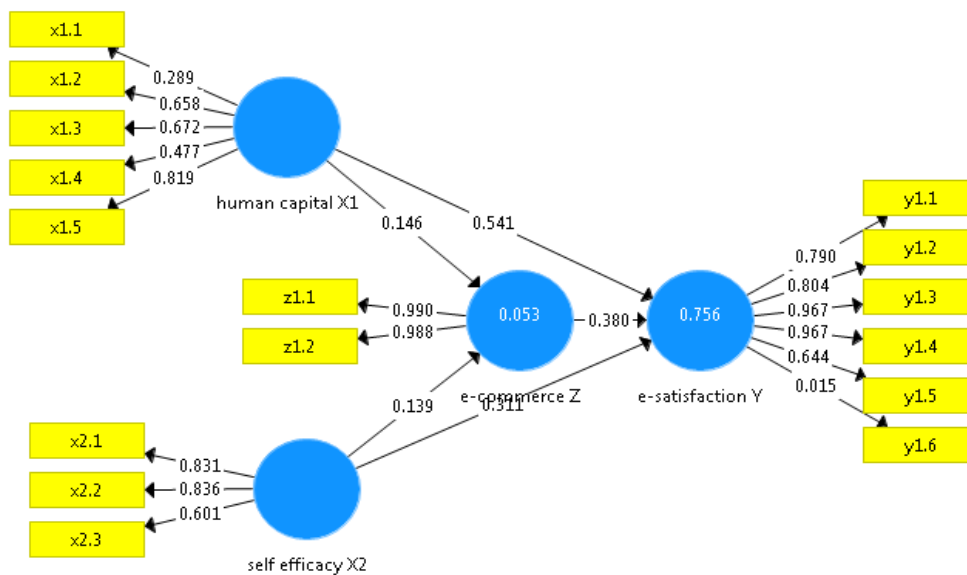 x1.1
x1.2
x1.3
x1.4
x1.5
0.289
0.658
0.672
0.477
0.819
human capital X1
0.146
0.541
z1.1
z1.2
0.990
0.988
0.053
0.380
0.756
e-commerce Z
e-satisfaction Y
y1.1
y1.2
y1.3
y1.4
y1.5
y1.6
0.790
0.804
0.967
0.967
0.644
0.015
0.139
0.311
x2.1
x2.2
x2.3
0.831
0.836
0.601
self efficacy X2